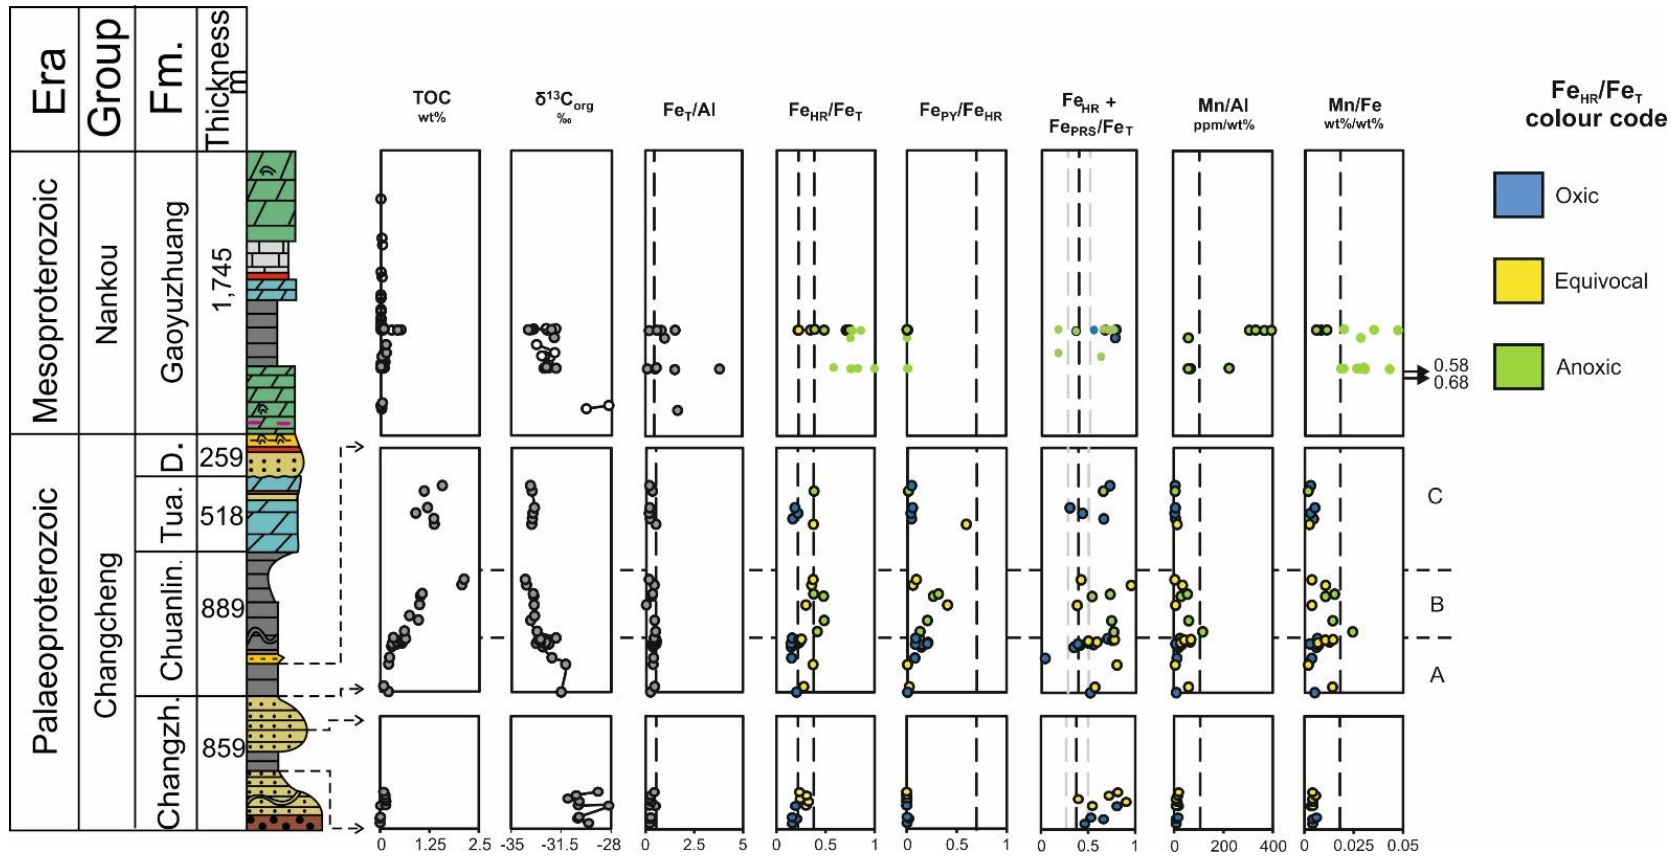 Era
Group
Fm.
Thickness
m
TOC
wt%
δ¹³Corg
‰
FeT/Al
FeHR/FeT
FePY/FeHR
FeHR +
FePRS/FeT
Mn/Al
ppm/wt%
Mn/Fe
wt%/wt%
FeHR/FeT
colour code
Oxic
Equivocal
Anoxic
Mesoproterozoic
Nankou
Gaoyuzhuang
1,745
0.58
0.68
Palaeoproterozoic
Changcheng
D.
259
Tua.
518
Chuanlin.
889
Changzh.
859
C
B
A
0 1.25 2.5
-35 -31.5 -28
0 2.5 5
0 0.5 1
0 0.5 1
0 0.5 1
0 200 400
0 0.025 0.05